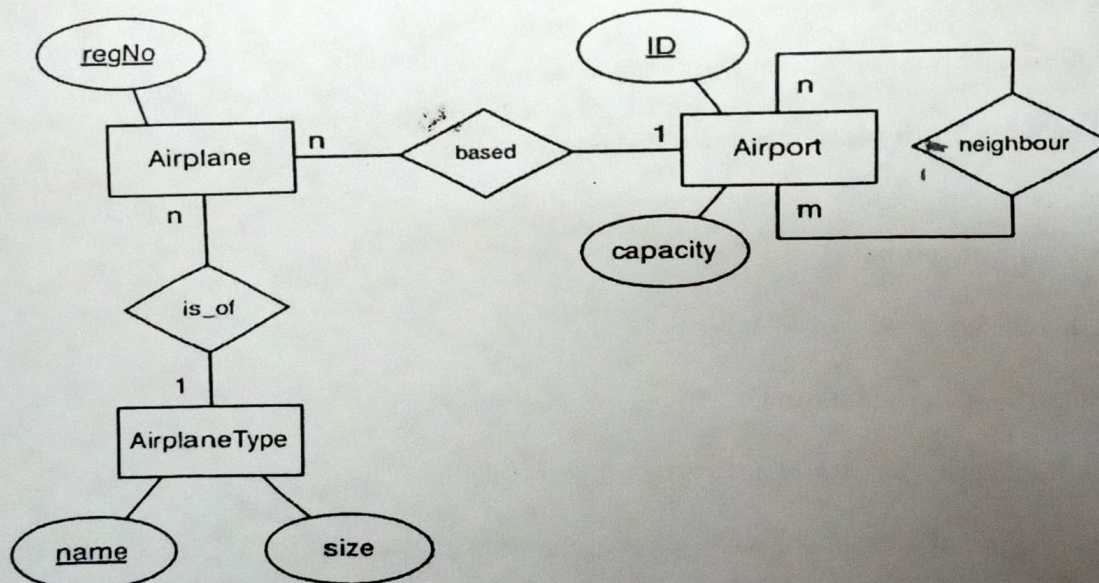 regNo
ID
n
Airplane
n
based
1
Airport
neighbour
n
m
capacity
is_of
1
AirplaneType
name
size